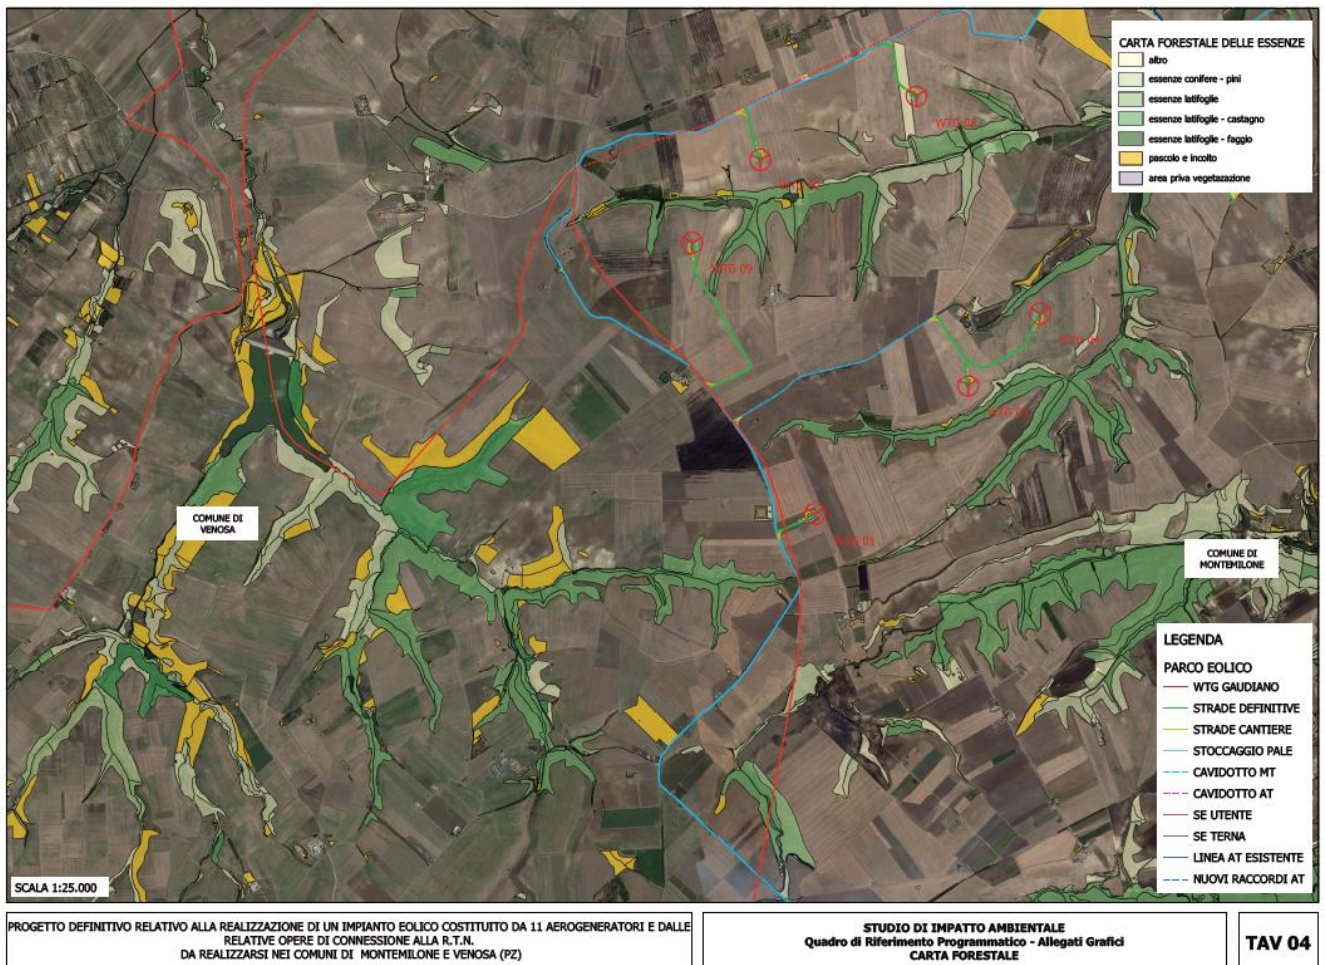 CARTA FORESTALE DELLE ESSENZE
altro
essenze conifere - pini
essenze latifoglie
essenze latifoglie - castagno
essenze latifoglie - faggio
pascolo e incolto
area priva vegetazione
WTG 09
WTG 01
COMUNE DI
VENOSA
COMUNE DI
MONTEMILONE
LEGENDA
PARCO EOLICO
WTG GAUDIANO
STRADE DEFINITIVE
STRADE CANTIERE
STOCCAGGIO PALE
CAVIDOTTO MT
CAVIDOTTO AT
SE UTENTE
SE TERNA
LINEA AT ESISTENTE
NUOVI RACCORDI AT
SCALA 1:25.000
PROGETTO DEFINITIVO RELATIVO ALLA REALIZZAZIONE DI UN IMPIANTO EOLICO COSTITUITO DA 11 AEROGENERATORI E DALLE
RELATIVE OPERE DI CONNESSIONE ALLA R.T.N.
DA REALIZZARSI NEI COMUNI DI MONTEMILONE E VENOSA (PZ)
STUDIO DI IMPATTO AMBIENTALE
Quadro di Riferimento Programmatico - Allegati Grafici
CARTA FORESTALE
TAV 04